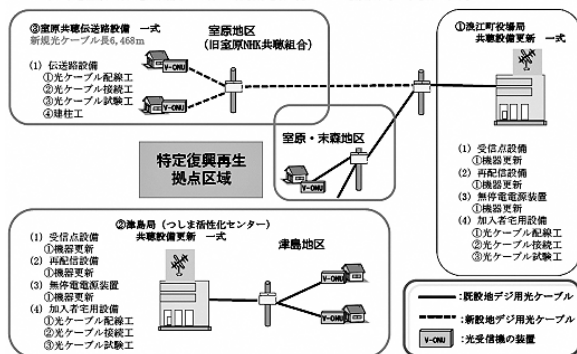 ③室原共聴伝送路設備　一式
新規光ケーブル長6,468m
(1) 伝送路設備
①光ケーブル配線工
②光ケーブル接続工
③光ケーブル試験工
④建柱工
室原地区
(旧室原NHK共聴組合)
V-ONU
V-ONU
①浪江町役場局
共聴設備更新　一式
(1) 受信点設備
①機器更新
(2) 再配信設備
①機器更新
(3) 無停電電源装置
①機器更新
(4) 加入者宅用設備
①光ケーブル配線工
②光ケーブル接続工
③光ケーブル試験工
室原・末森地区
V-ONU
特定復興再生
拠点区域
②津島局（つしま活性化センター）
共聴設備更新　一式
(1) 受信点設備
①機器更新
(2) 再配信設備
①機器更新
(3) 無停電電源装置
①機器更新
(4) 加入者宅用設備
①光ケーブル配線工
②光ケーブル接続工
③光ケーブル試験工
津島地区
V-ONU
V-ONU
：既設地デジ用光ケーブル
：新設地デジ用光ケーブル
V-ONU ：光受信機の装置